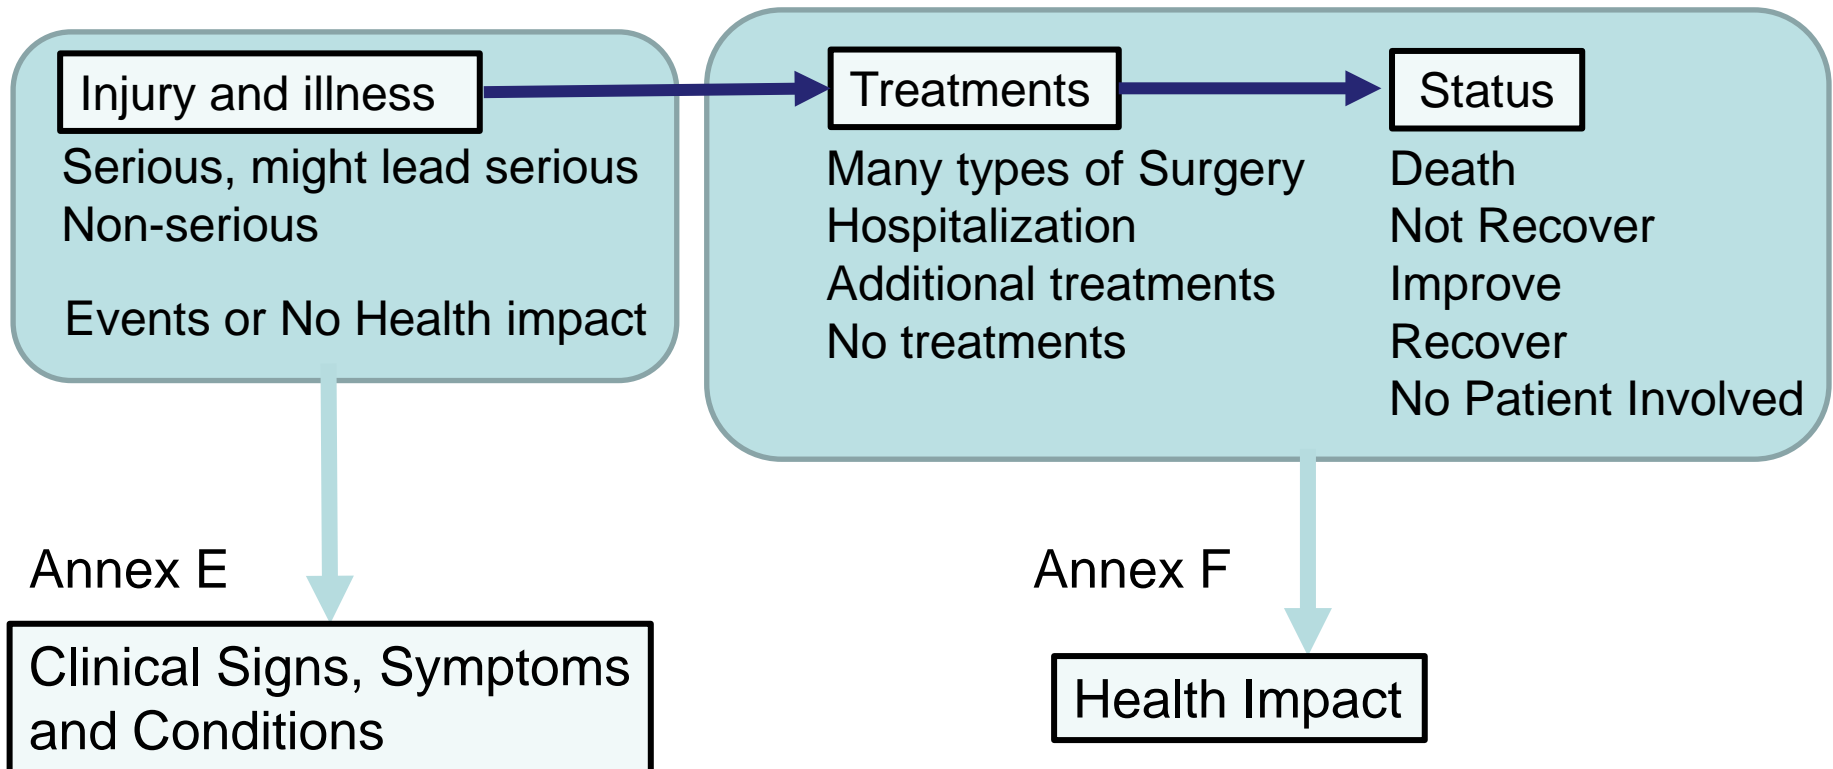 Injury and illness
Serious, might lead serious
Non-serious
Events or No Health impact
Treatments
Many types of Surgery
Hospitalization
Additional treatments
No treatments
Status
Death
Not Recover
Improve
Recover
No Patient Involved
Annex E
Clinical Signs, Symptoms
and Conditions
Annex F
Health Impact